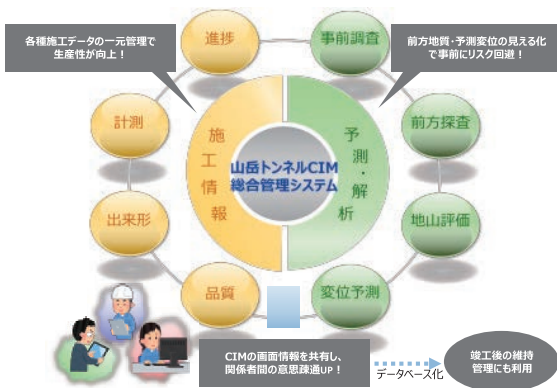 各種施工データの一元管理で
生産性が向上！
進捗
事前調査
前方地質・予測変位の見える化
で事前にリスク回避！
計測
前方探査
施工情報
予測・解析
山岳トンネルCIM
総合管理システム
出来形
地山評価
品質
変位予測
CIMの画面情報を共有し、
関係者間の意思疎通UP！
データベース化
竣工後の維持
管理にも利用